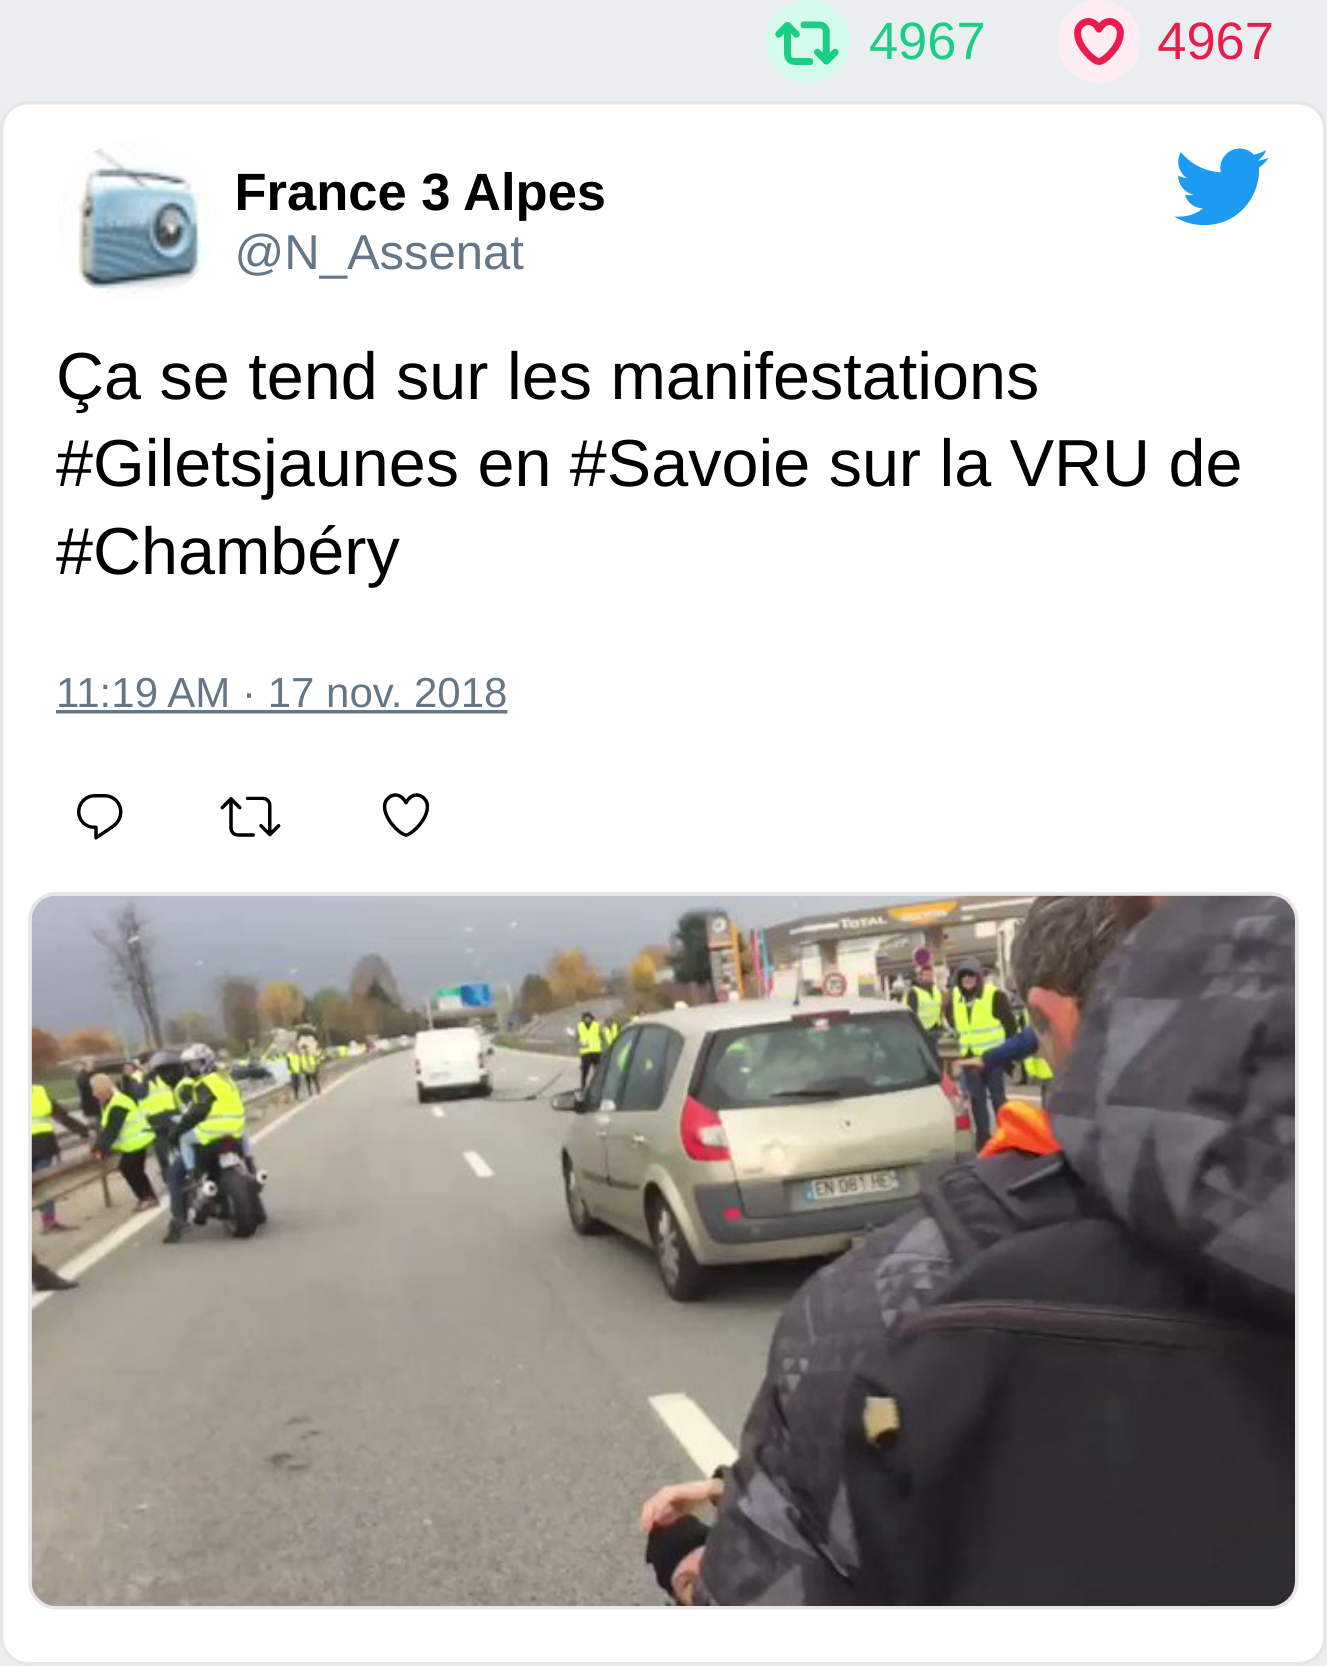 4967 4967
France 3 Alpes
@N_Assenat
Ça se tend sur les manifestations
#Giletsjaunes en #Savoie sur la VRU de
#Chambéry
11:19 AM · 17 nov. 2018
TOTAL
70
EN 081 HE